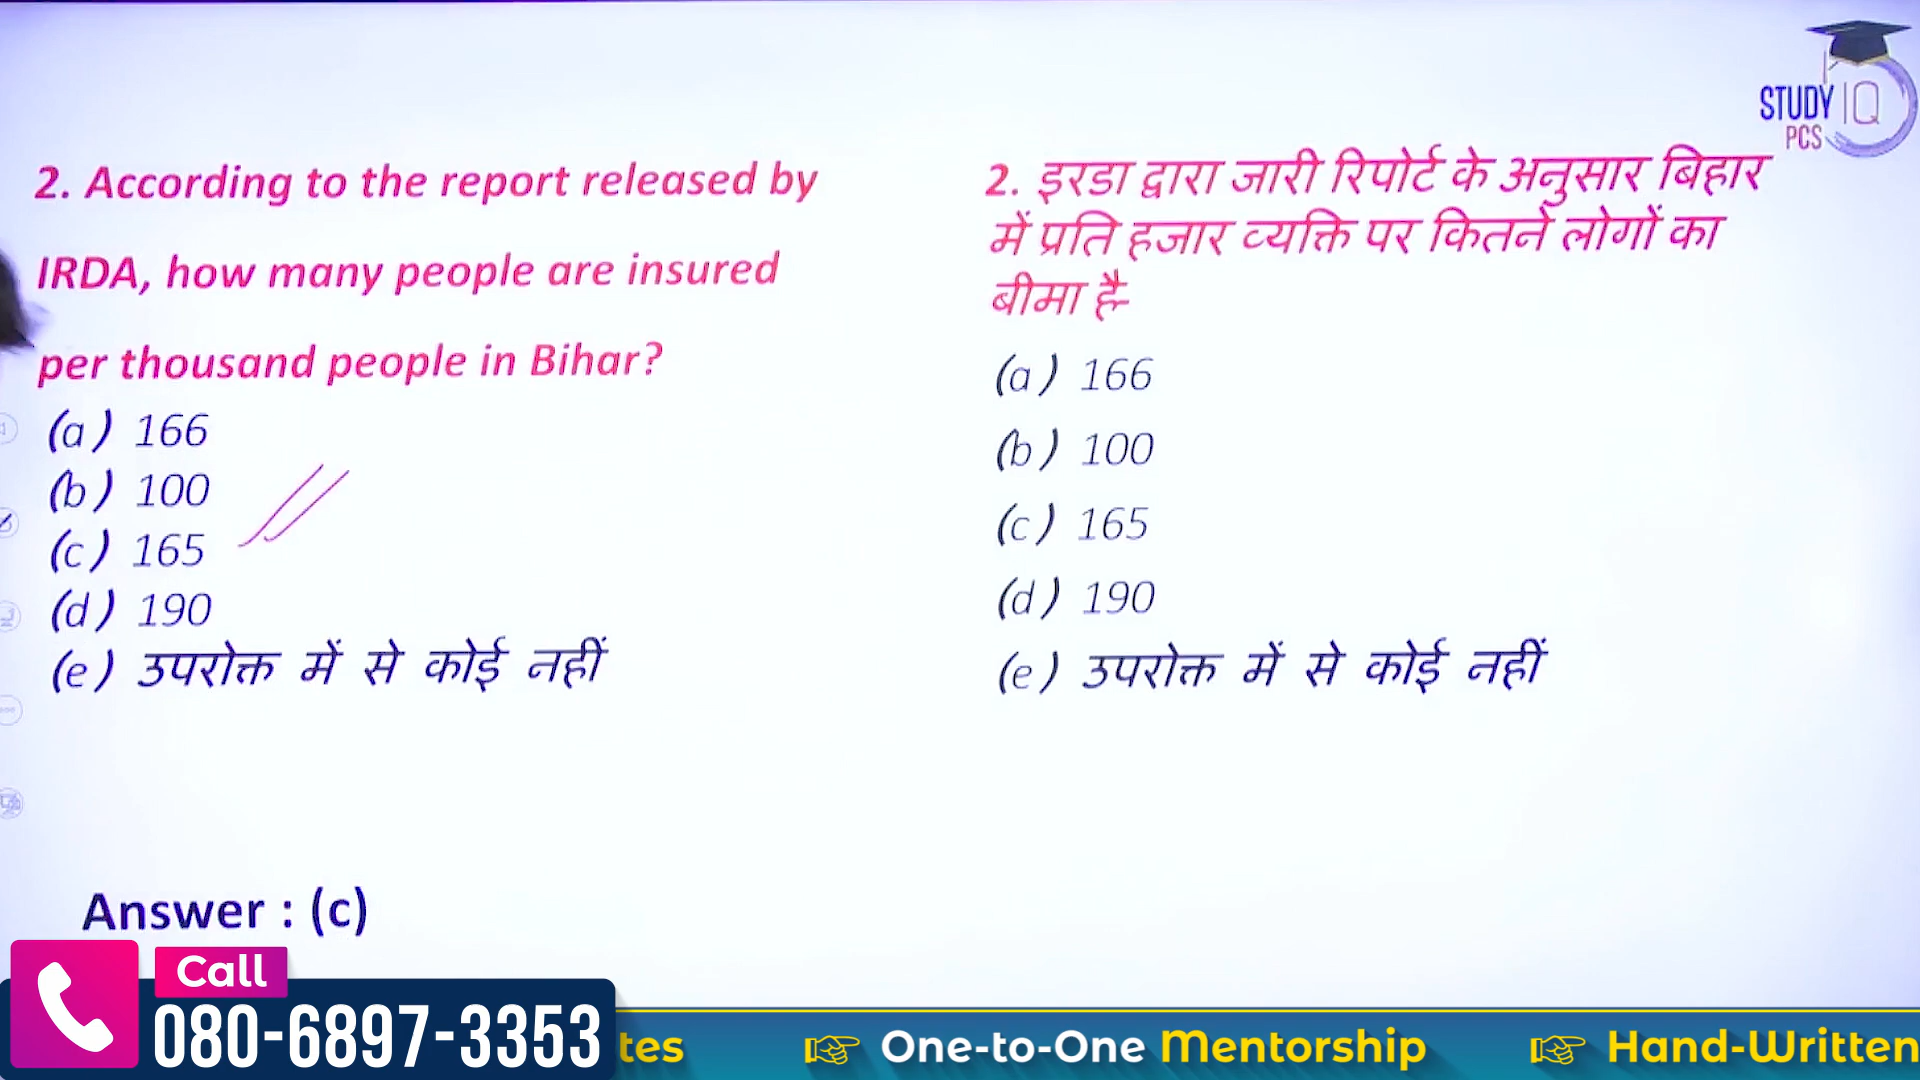 STUDY IQ
PCS
2. According to the report released by
IRDA, how many people are insured
per thousand people in Bihar?
(a) 166
(b) 100
(c) 165
(d) 190
(e) उपरोक्त में से कोई नहीं
2. इरडा द्वारा जारी रिपोर्ट के अनुसार बिहार
में प्रति हजार व्यक्ति पर कितने लोगों का
बीमा है-
(a) 166
(b) 100
(c) 165
(d) 190
(e) उपरोक्त में से कोई नहीं
Answer : (c)
Call
080-6897-3353
tes One-to-One Mentorship Hand-Written